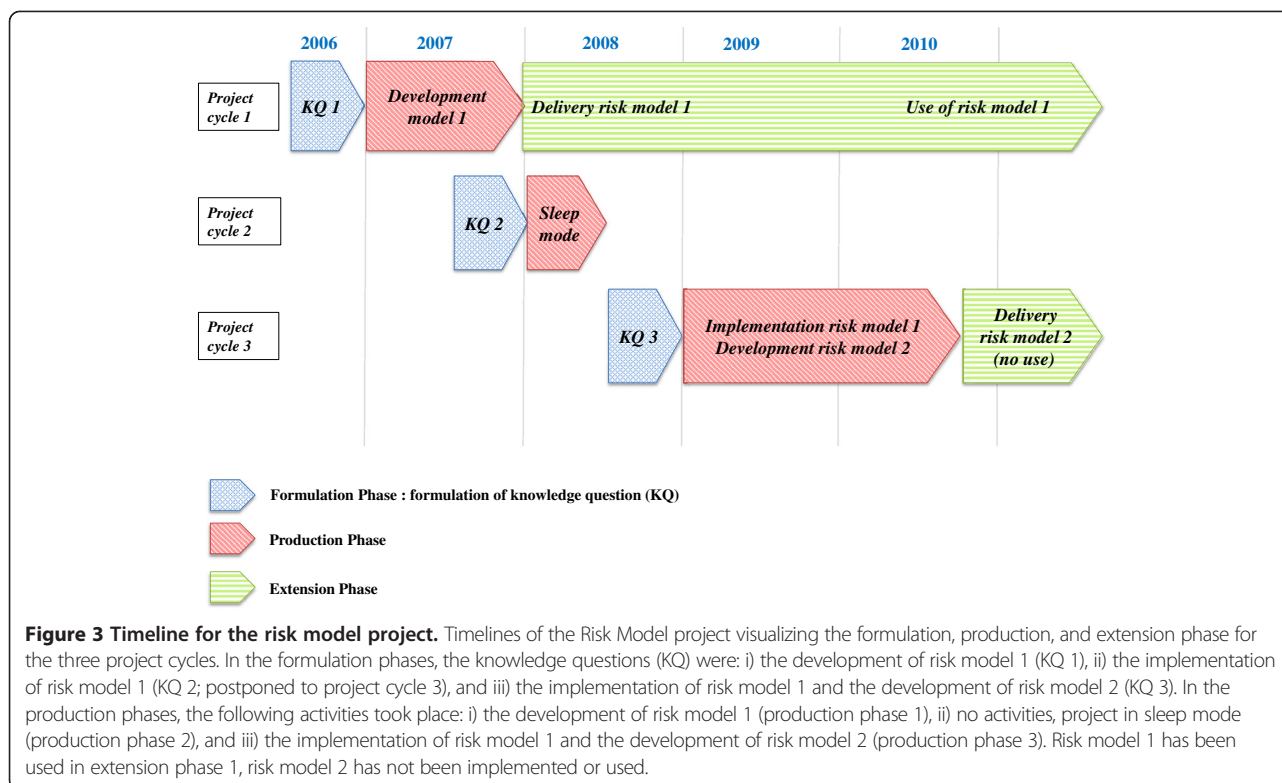 2006 2007 2008 2009 2010
Project
cycle 1
KQ 1
Development
model 1
Delivery risk model 1
Use of risk model 1
Project
cycle 2
KQ 2
Sleep
mode
Project
cycle 3
KQ 3
Implementation risk model 1
Development risk model 2
Delivery
risk model 2
(no use)
Formulation Phase : formulation of knowledge question (KQ)
Production Phase
Extension Phase
Figure 3 Timeline for the risk model project. Timelines of the Risk Model project visualizing the formulation, production, and extension phase for
the three project cycles. In the formulation phases, the knowledge questions (KQ) were: i) the development of risk model 1 (KQ 1), ii) the implementation
of risk model 1 (KQ 2; postponed to project cycle 3), and iii) the implementation of risk model 1 and the development of risk model 2 (KQ 3). In the
production phases, the following activities took place: i) the development of risk model 1 (production phase 1), ii) no activities, project in sleep mode
(production phase 2), and iii) the implementation of risk model 1 and the development of risk model 2 (production phase 3). Risk model 1 has been
used in extension phase 1, risk model 2 has not been implemented or used.